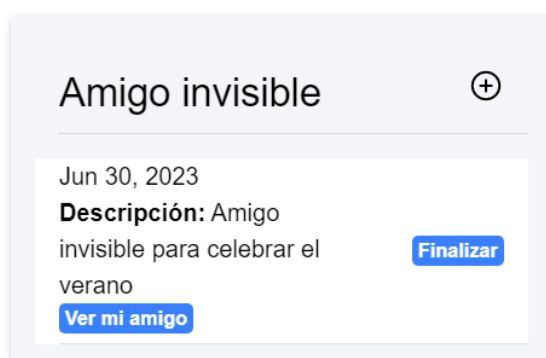 Amigo invisible
Jun 30, 2023
Descripción: Amigo
invisible para celebrar el
verano
Finalizar
Ver mi amigo